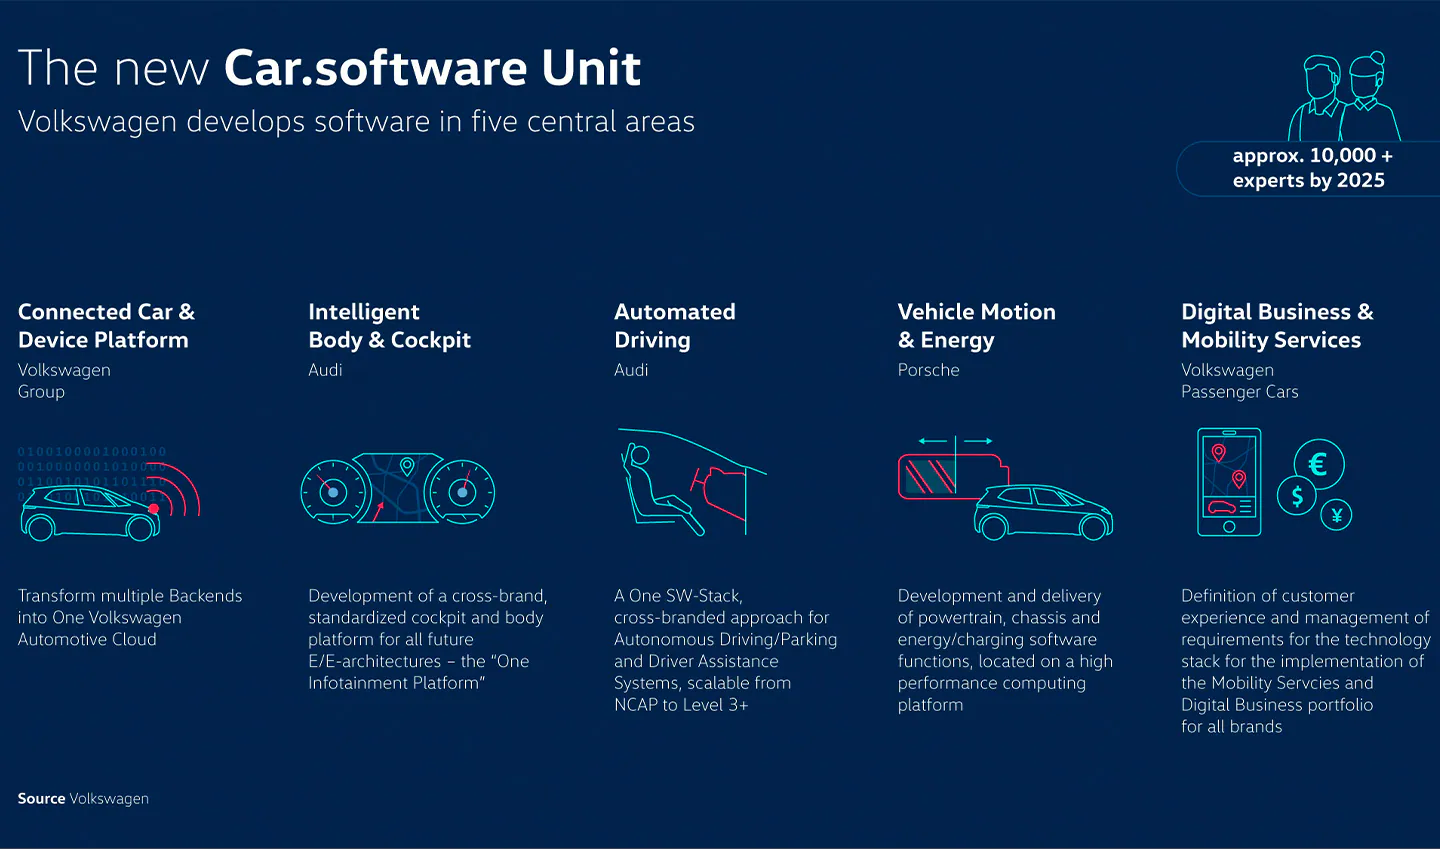 The new Car.software Unit
Volkswagen develops software in five central areas
approx. 10,000 +
experts by 2025
Connected Car &
Device Platform
Volkswagen
Group
0100100001000100
Transform multiple Backends
into One Volkswagen
Automotive Cloud
Intelligent
Body & Cockpit
Audi
Development of a cross-brand,
standardized cockpit and body
platform for all future
E/E-architectures – the “One
Infotainment Platform”
Automated
Driving
Audi
A One SW-Stack,
cross-branded approach for
Autonomous Driving/Parking
and Driver Assistance
Systems, scalable from
NCAP to Level 3+
Vehicle Motion
& Energy
Porsche
Development and delivery
of powertrain, chassis and
energy/charging software
functions, located on a high
performance computing
platform
Digital Business &
Mobility Services
Volkswagen
Passenger Cars
€
$
¥
Definition of customer
experience and management of
requirements for the technology
stack for the implementation of
the Mobility Servcies and
Digital Business portfolio
for all brands
Source Volkswagen